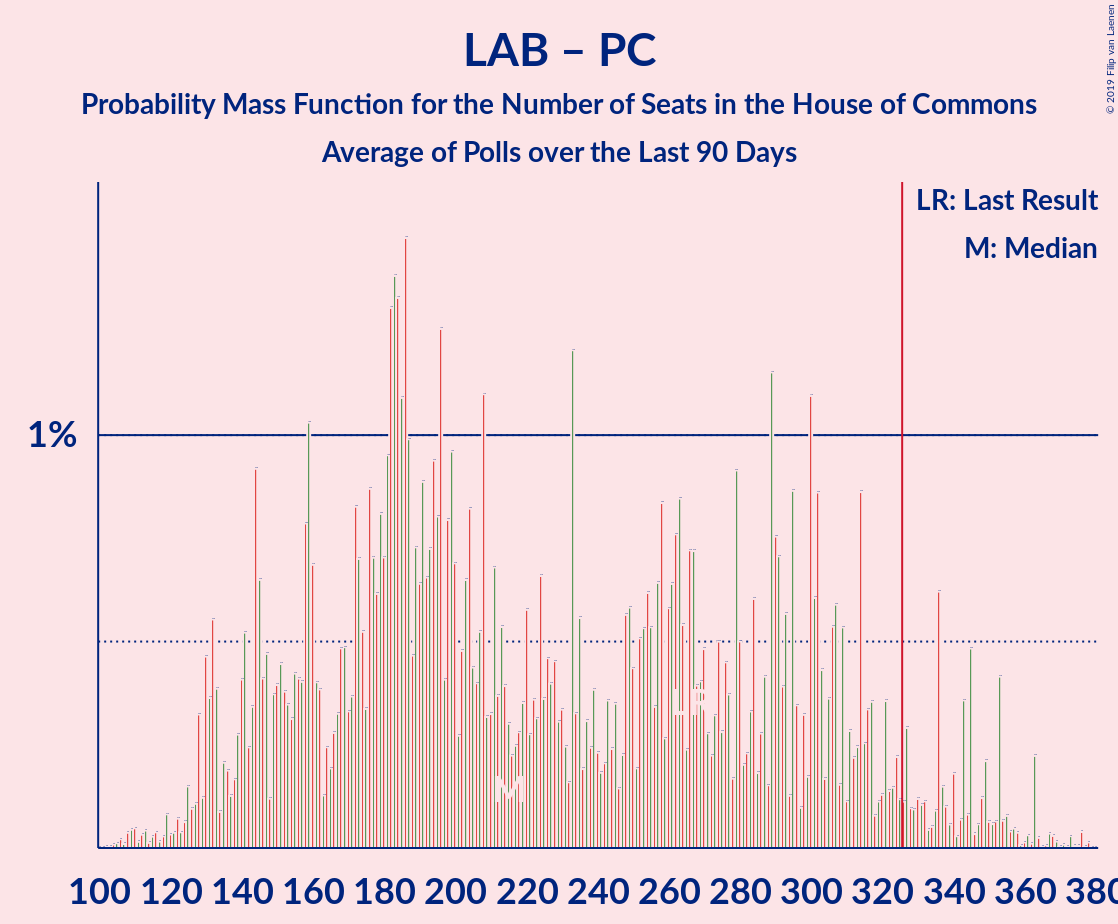 LAB – PC
Probability Mass Function for the Number of Seats in the House of Commons
Average of Polls over the Last 90 Days
© 2019 Filip van Laenen
LR: Last Result
M: Median
1%
LR
M
100 120 140 160 180 200 220 240 260 280 300 320 340 360 380